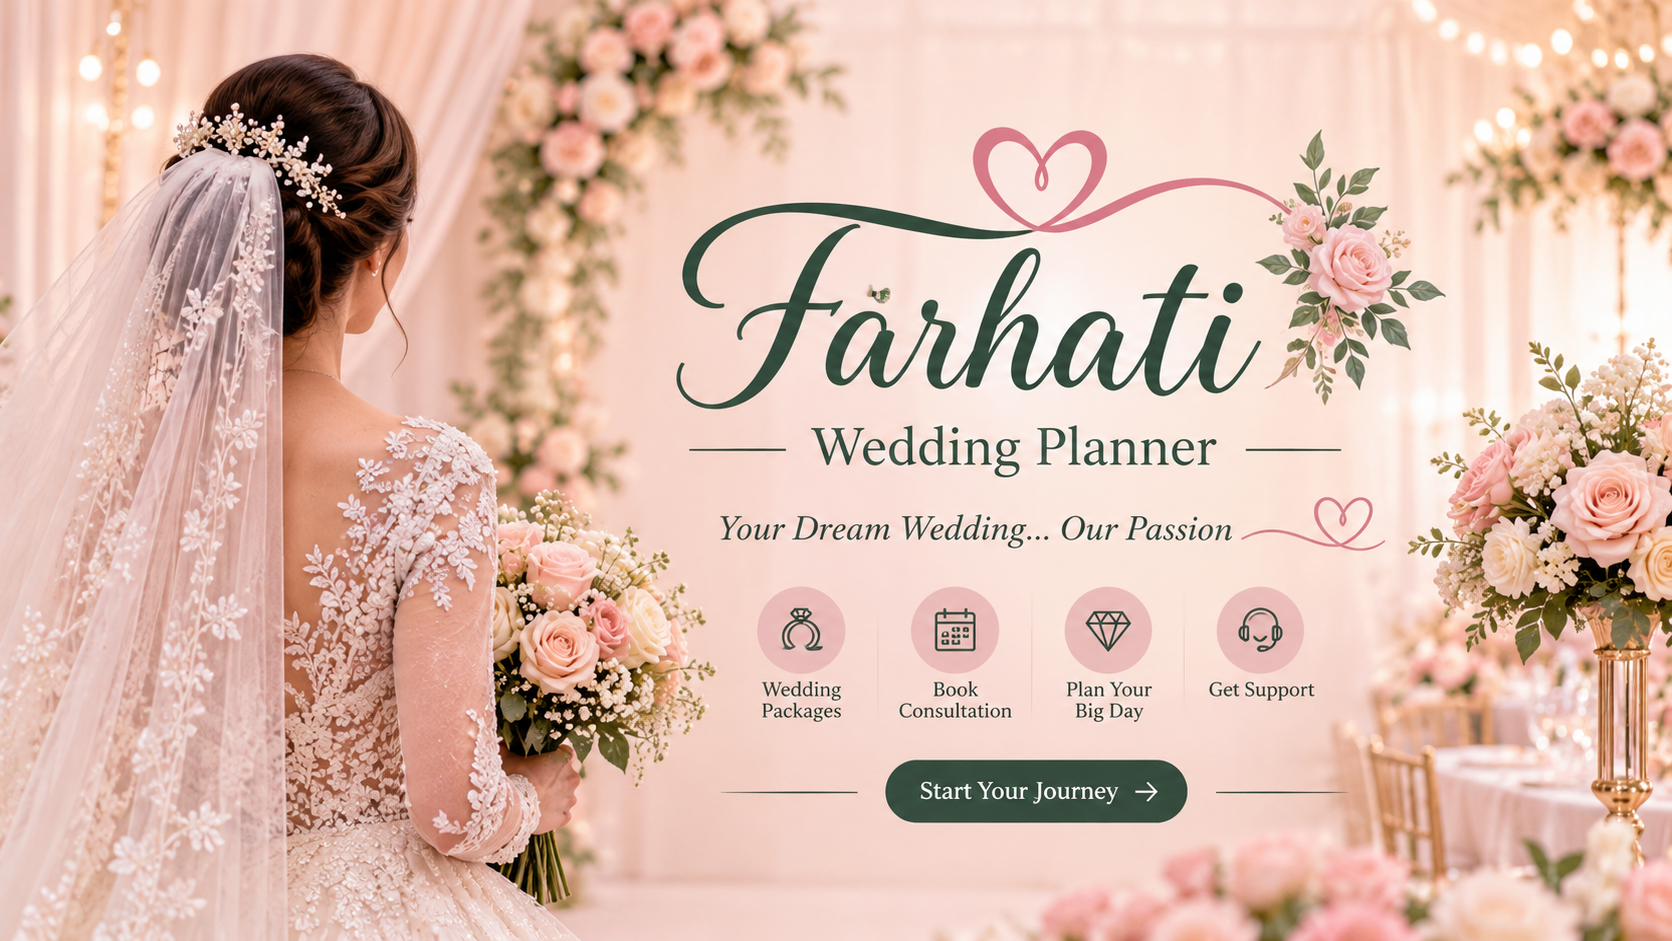 Farhati
Wedding Planner
Your Dream Wedding... Our Passion
Wedding
Packages
Book
Consultation
Plan Your
Big Day
Get Support
Start Your Journey →